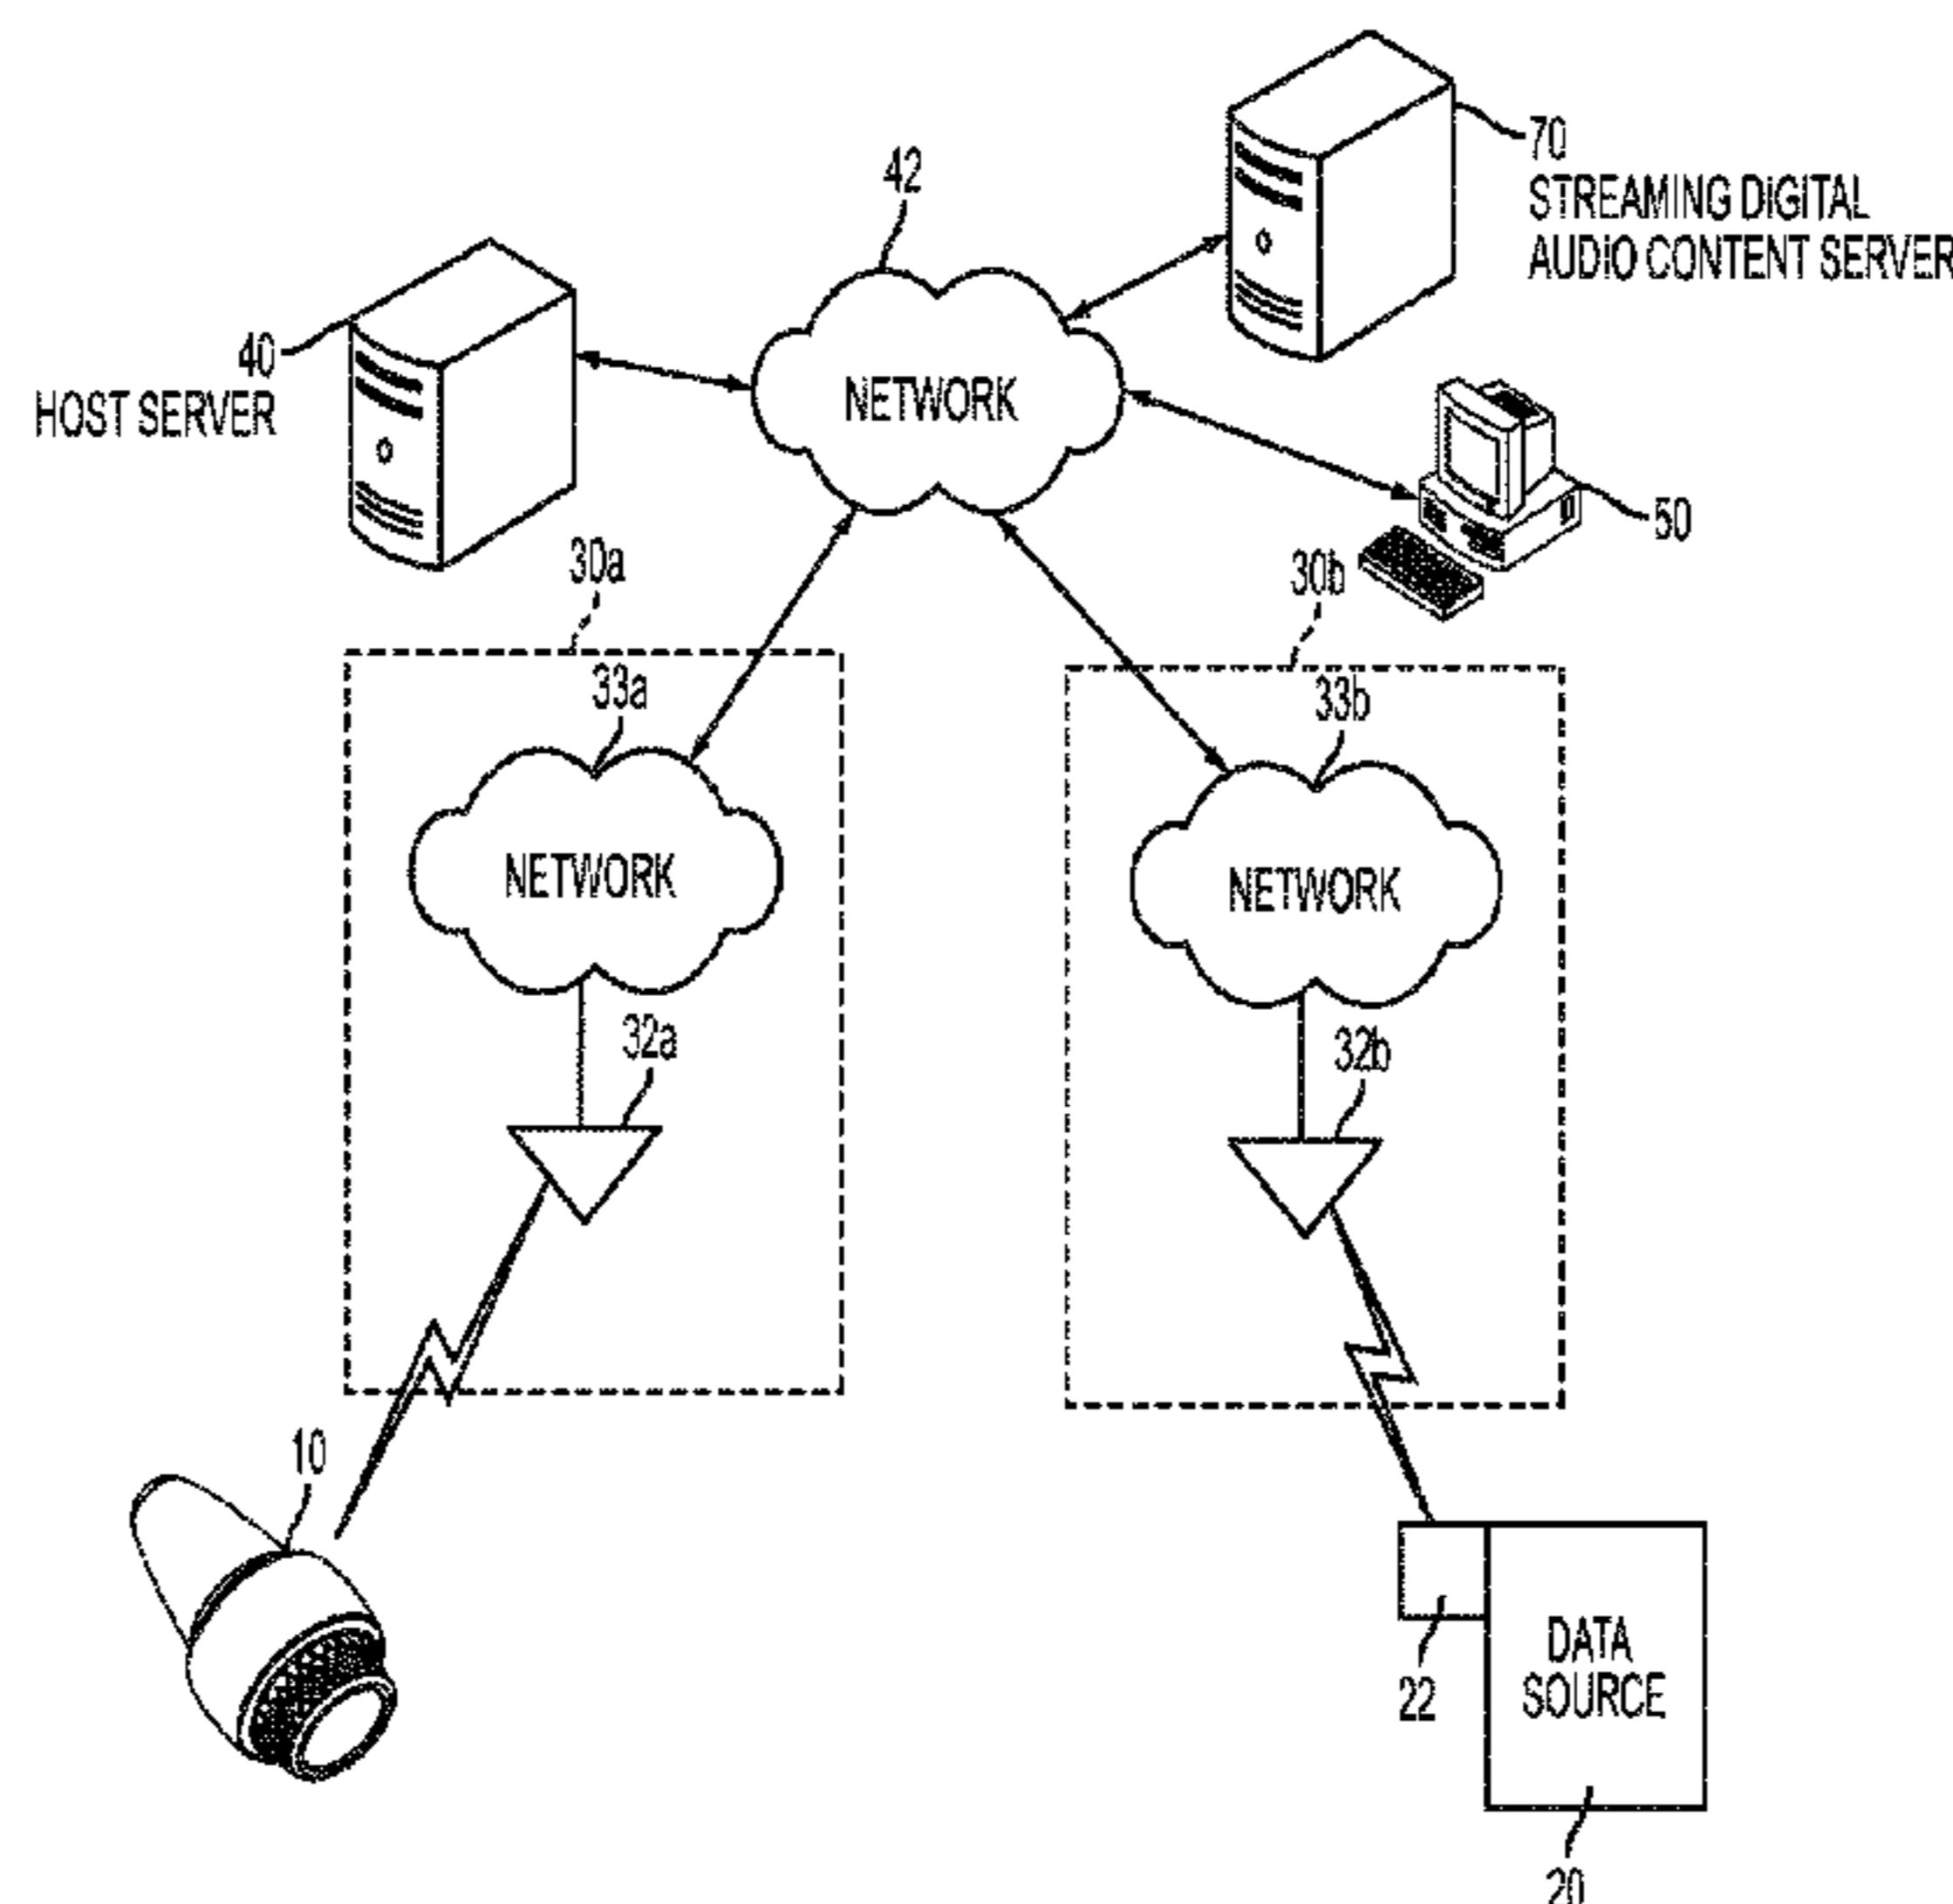 42
70
STREAMING DIGITAL
AUDIO CONTENT SERVER
40
HOST SERVER
NETWORK
50
30a
30b
33a
33b
NETWORK
NETWORK
32a
32b
10
22
DATA
SOURCE
20